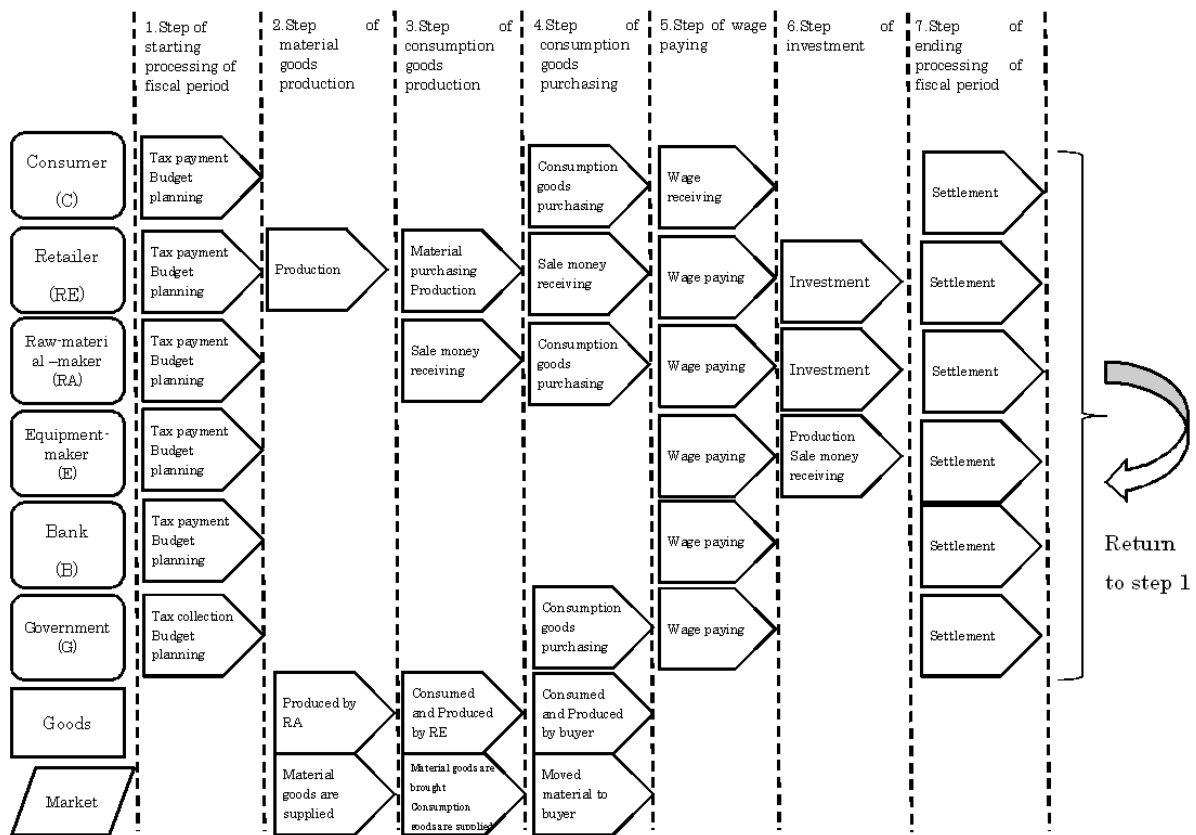 1.Step of
starting
processing of
fiscal period
2.Step of
material
goods
production
3.Step of
consumption
goods
production
4.Step of
consumption
goods
purchasing
5.Step of wage
paying
6.Step of
investment
7.Step of
ending
processing of
fiscal period
Consumer
(C)
Tax payment
Budget
planning
Consumption
goods
purchasing
Wage
receiving
Settlement
Retailer
(RE)
Tax payment
Budget
planning
Production
Material
purchasing
Production
Sale money
receiving
Wage paying
Investment
Settlement
Raw-materi
al –maker
(RA)
Tax payment
Budget
planning
Sale money
receiving
Consumption
goods
purchasing
Wage paying
Investment
Settlement
Equipment-
maker
(E)
Tax payment
Budget
planning
Wage paying
Production
Sale money
receiving
Settlement
Bank
(B)
Tax payment
Budget
planning
Wage paying
Settlement
Government
(G)
Tax collection
Budget
planning
Consumption
goods
purchasing
Wage paying
Settlement
Return
to step 1
Goods
Produced by
RA
Consumed
and Produced
by RE
Consumed
and Produced
by buyer
Market
Material
goods are
supplied
Material goods are
brought
Consumption
goods are supplied
Moved
material to
buyer